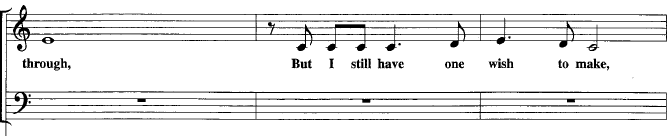 through, But I still have one wish to make,